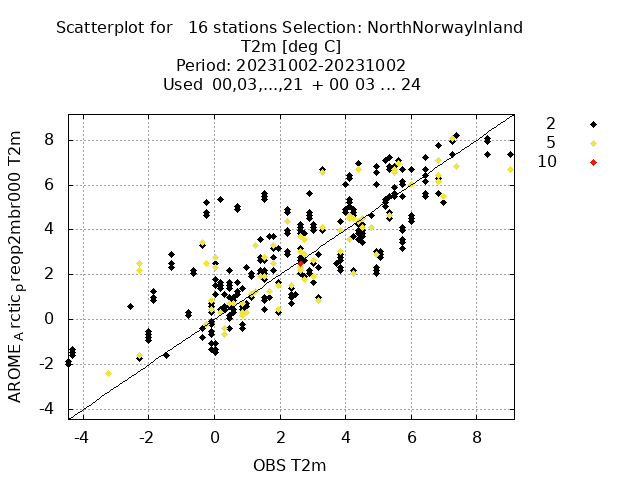 Scatterplot for   16 stations Selection: NorthNorwayInland
T2m [deg C]
Period: 20231002-20231002
Used  00,03,...,21  + 00 03 ... 24
AROME_Arctic_preop2mbr000 T2m
8
6
4
2
0
-2
-4
-4 -2 0 2 4 6 8
OBS T2m
2
5
10